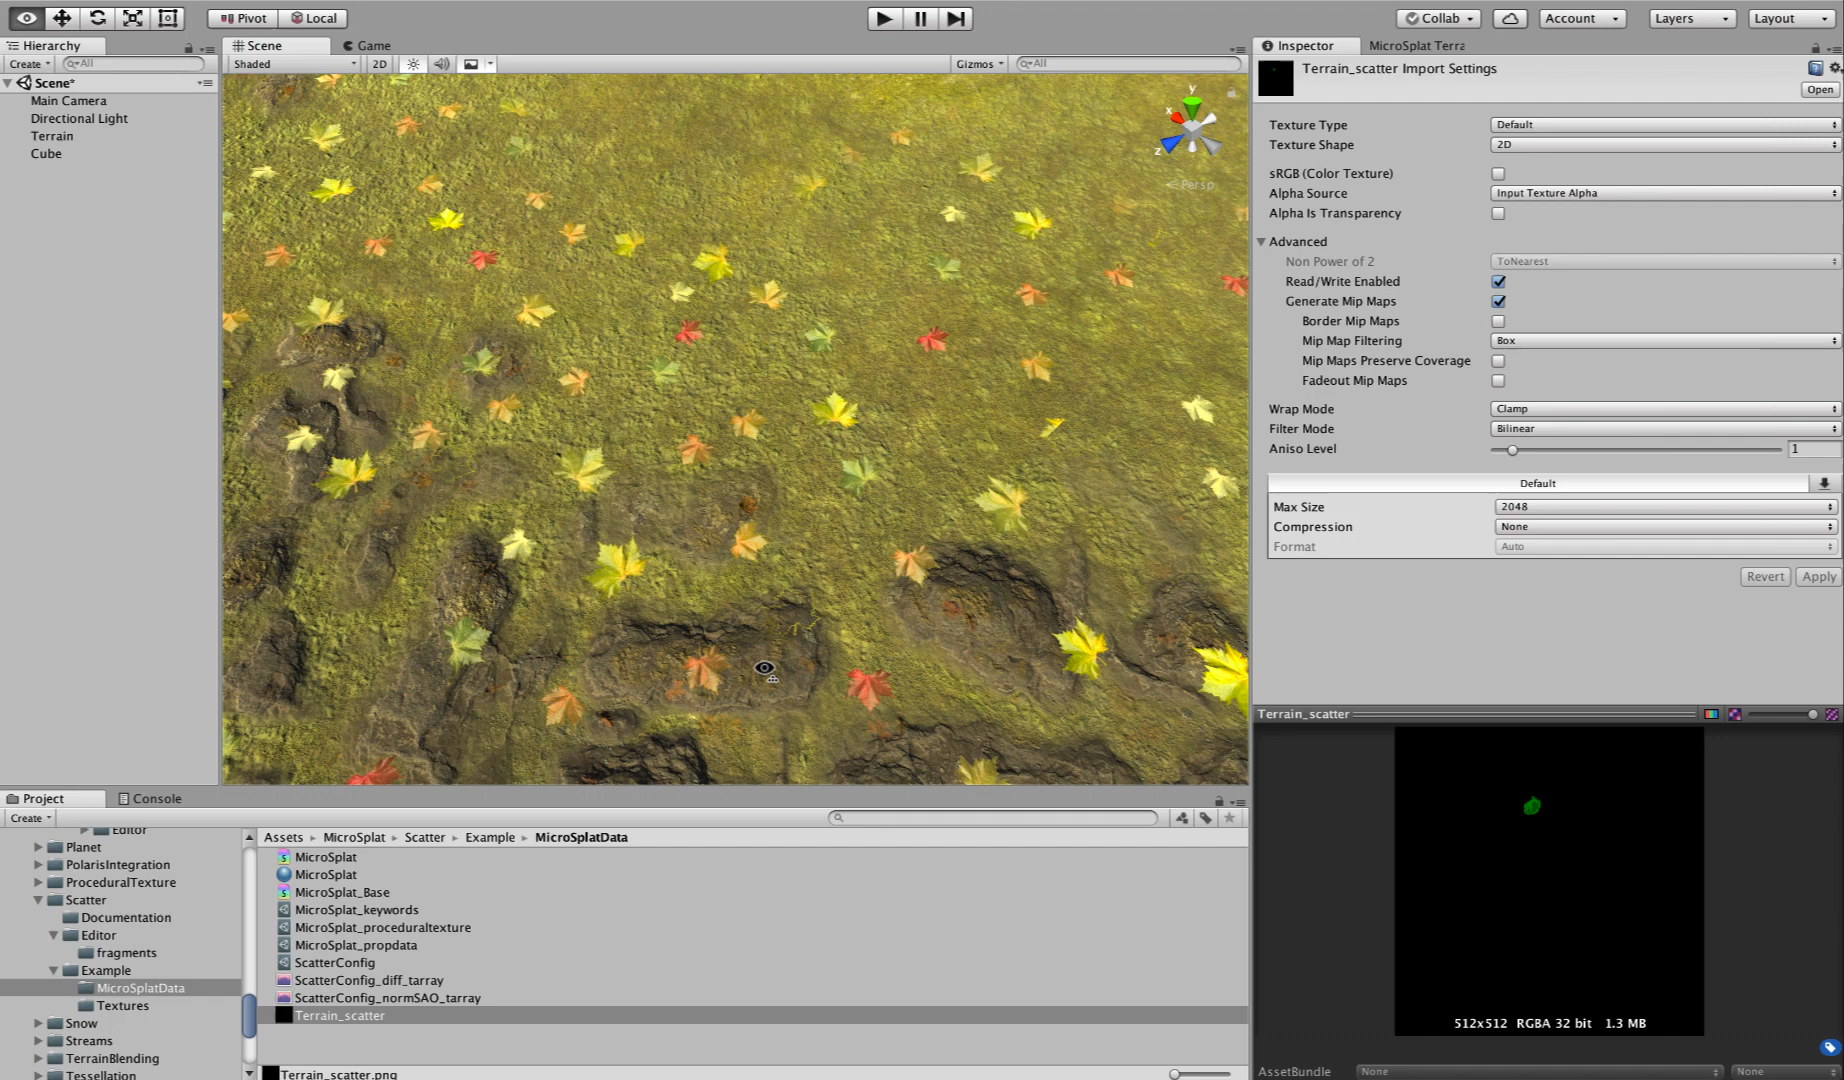 Pivot Local Collab Account Layers Layout
Hierarchy
Create All
Scene*
Main Camera
Directional Light
Terrain
Cube
Scene Game
Shaded 2D Gizmos All
y
x
z
Persp
Inspector MicroSplat Terra
Terrain_scatter Import Settings
Open
Texture Type Default
Texture Shape 2D
sRGB (Color Texture)
Alpha Source Input Texture Alpha
Alpha Is Transparency
Advanced
Non Power of 2 ToNearest
Read/Write Enabled
Generate Mip Maps
Border Mip Maps
Mip Map Filtering Box
Mip Maps Preserve Coverage
Fadeout Mip Maps
Wrap Mode Clamp
Filter Mode Bilinear
Aniso Level 1
Default
Max Size 2048
Compression None
Format Auto
Revert Apply
Terrain_scatter
512x512 RGBA 32 bit 1.3 MB
AssetBundle None None
Project Console
Create
Editor
Planet
PolarisIntegration
ProceduralTexture
Scatter
Documentation
Editor
fragments
Example
MicroSplatData
Textures
Snow
Streams
TerrainBlending
Tessellation
Assets MicroSplat Scatter Example MicroSplatData
MicroSplat
MicroSplat
MicroSplat_Base
MicroSplat_keywords
MicroSplat_proceduraltexture
MicroSplat_propdata
ScatterConfig
ScatterConfig_diff_tarray
ScatterConfig_normSAO_tarray
Terrain_scatter
Terrain_scatter.png